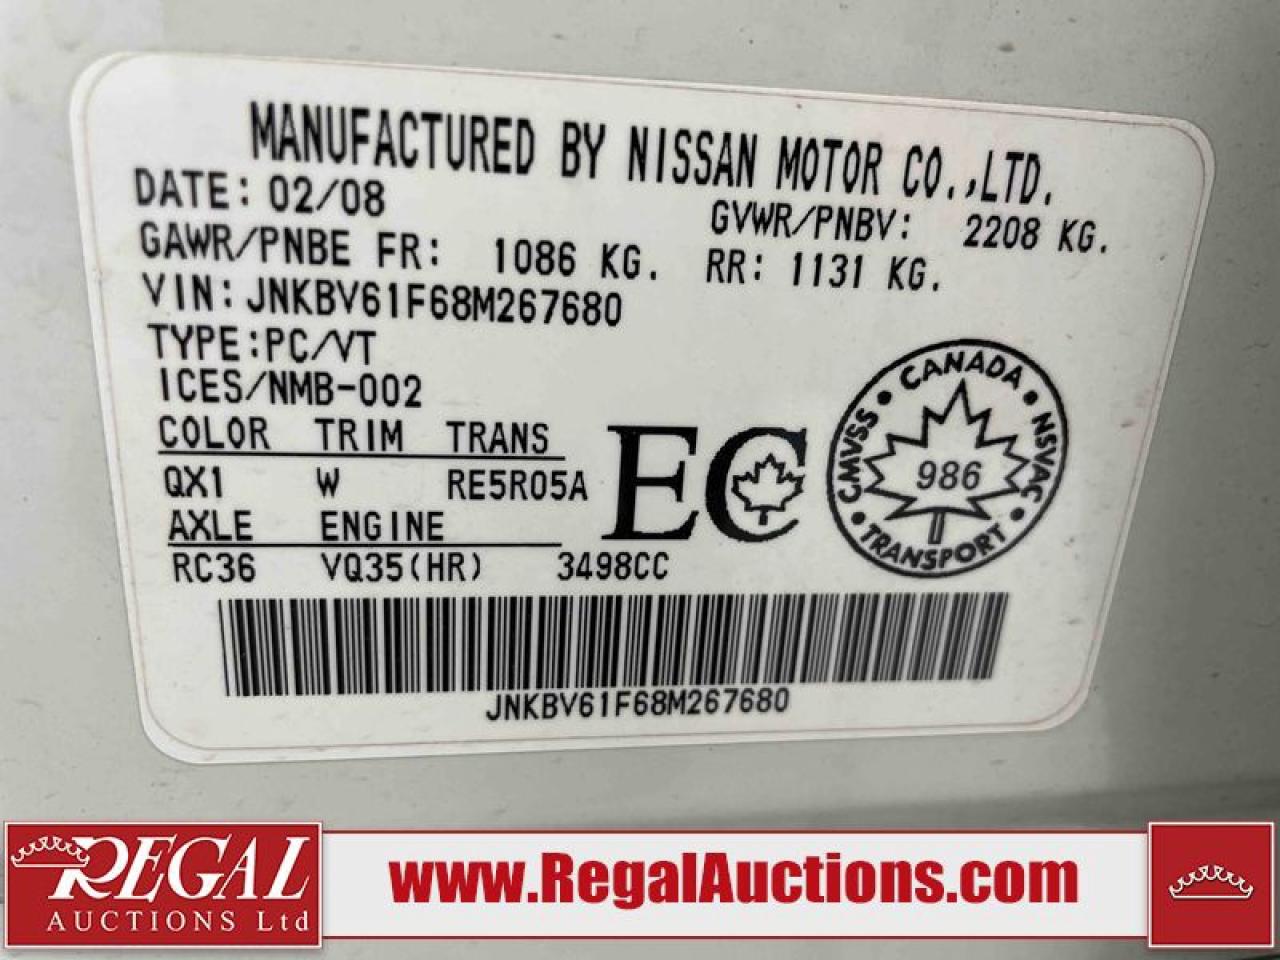 MANUFACTURED BY NISSAN MOTOR CO.,LTD.
DATE: 02/08 GVWR/PNBV: 2208 KG.
GAWR/PNBE FR: 1086 KG. RR: 1131 KG.
VIN: JNKBV61F68M267680
TYPE:PC/VT
ICES/NMB-002
COLOR TRIM TRANS
QX1 W RE5R05A
AXLE ENGINE
RC36 VQ35(HR) 3498CC
EC
CANADA
CMVSS 986 NSVAC
TRANSPORT
JNKBV61F68M267680
REGAL
AUCTIONS Ltd
www.RegalAuctions.com